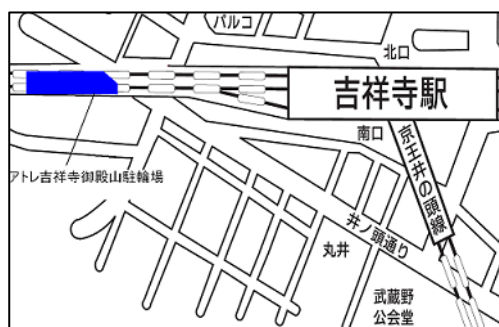 パルコ
北口
吉祥寺駅
南口
京王井の頭線
アトレ吉祥寺御殿山駐輪場
井ノ頭通り
丸井
武蔵野
公会堂